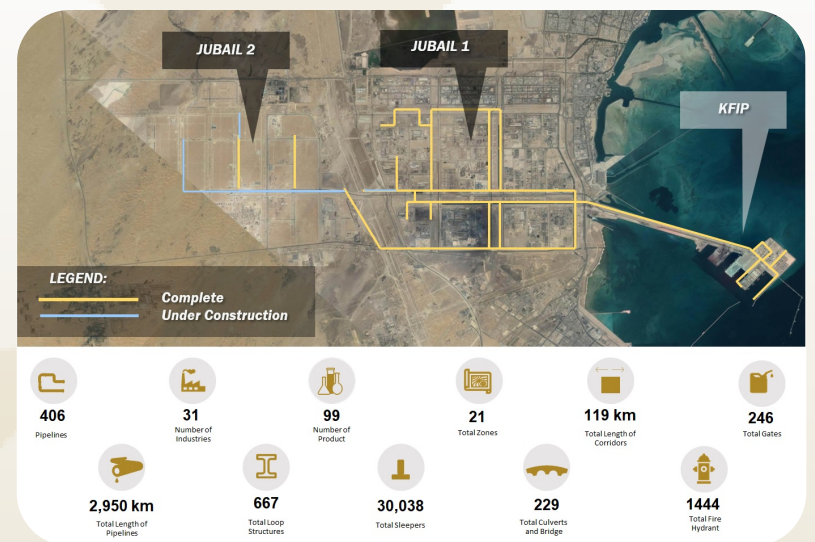 JUBAIL 2
JUBAIL 1
KFIP
LEGEND:
Complete
Under Construction
406
Pipelines
31
Number of
Industries
99
Number of
Product
21
Total Zones
119 km
Total Length of
Corridors
246
Total Gates
2,950 km
Total Length of
Pipelines
667
Total Loop
Structures
30,038
Total Sleepers
229
Total Culverts
and Bridge
1444
Total Fire
Hydrant